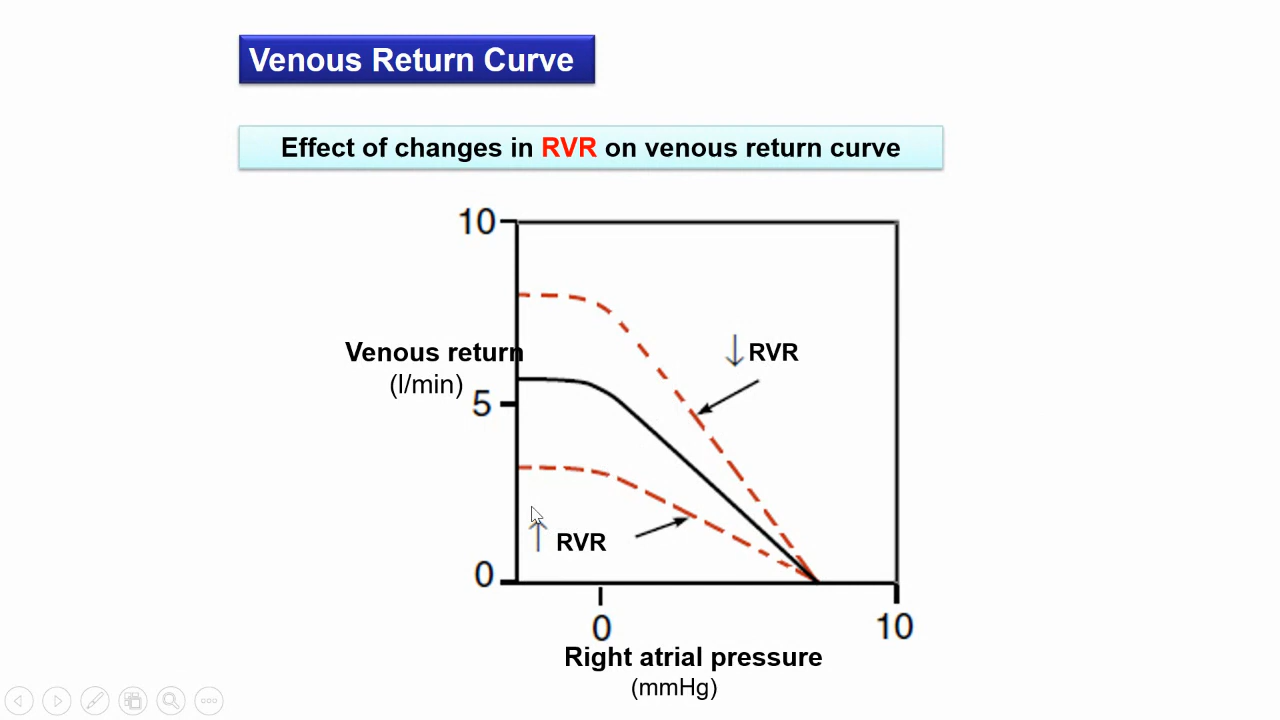 Venous Return Curve
Effect of changes in RVR on venous return curve
10
↓ RVR
Venous return
(l/min)
5
↑ RVR
0
0
10
Right atrial pressure
(mmHg)